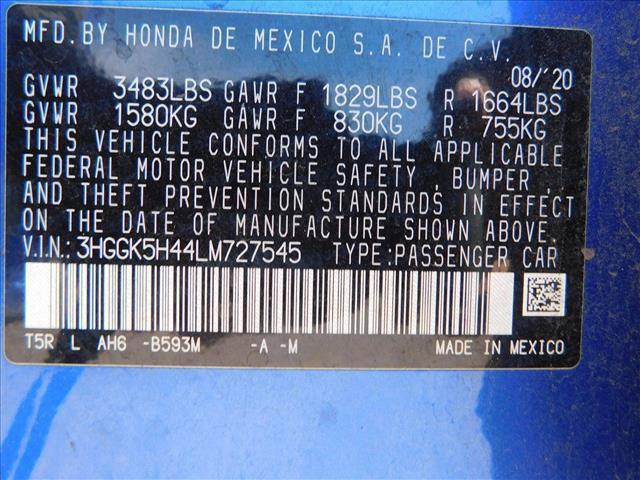 MFD.BY HONDA DE MEXICO S.A. DE C.V.
08/'20
GVWR 3483LBS GAWR F 1829LBS R 1664LBS
GVWR 1580KG GAWR F 830KG R 755KG
THIS VEHICLE CONFORMS TO ALL APPLICABLE
FEDERAL MOTOR VEHICLE SAFETY , BUMPER ,
AND THEFT PREVENTION STANDARDS IN EFFECT
ON THE DATE OF MANUFACTURE SHOWN ABOVE.
V.I.N.: 3HGGK5H44LM727545 TYPE:PASSENGER CAR
T5R L AH6 -B593M -A -M MADE IN MEXICO